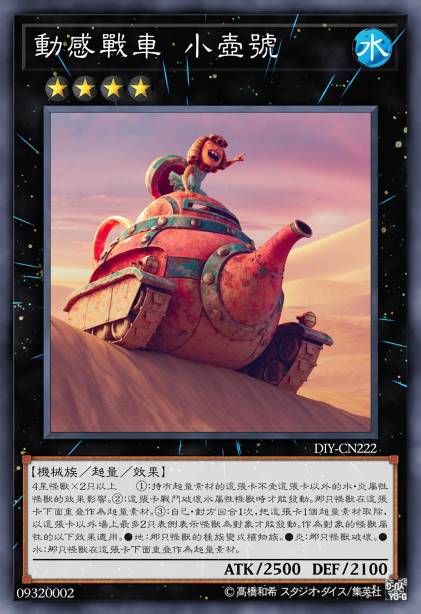 動感戰車 小壺號
水
DIY-CN222
【機械族／超量／效果】
4星怪獸×2只以上 ①:持有超量素材的這張卡不受這張卡以外的水·炎屬性
怪獸的效果影響。②:這張卡戰鬥破壞水屬性怪獸時才能發動。那只怪獸在這張
卡下面重疊作為超量素材。③:自己·對方回合1次,把這張卡1個超量素材取除,
以這張卡以外場上最多2只表側表示怪獸為對象才能發動。作為對象的怪獸屬
性的以下效果適用。●地:那只怪獸的種族變成植物族。●炎:那只怪獸破壞。●
水:那只怪獸在這張卡下面重疊作為超量素材。
ATK/2500 DEF/2100
09320002
©高橋和希 スタジオ・ダイス/集英社